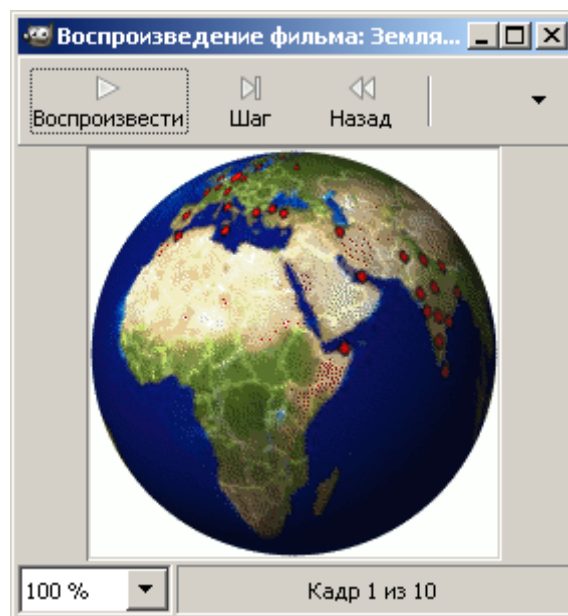 Воспроизведение фильма: Земля...
Воспроизвести Шаг Назад
100 % Кадр 1 из 10